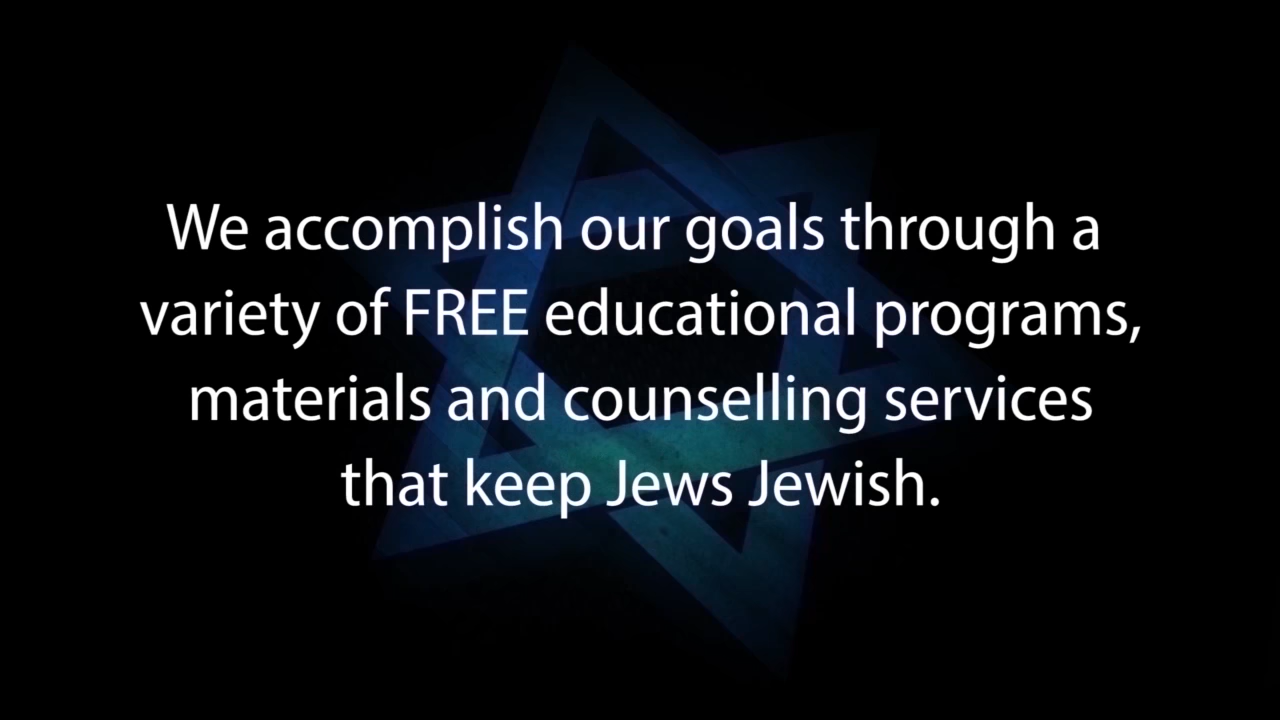 We accomplish our goals through a
variety of FREE educational programs,
materials and counselling services
that keep Jews Jewish.